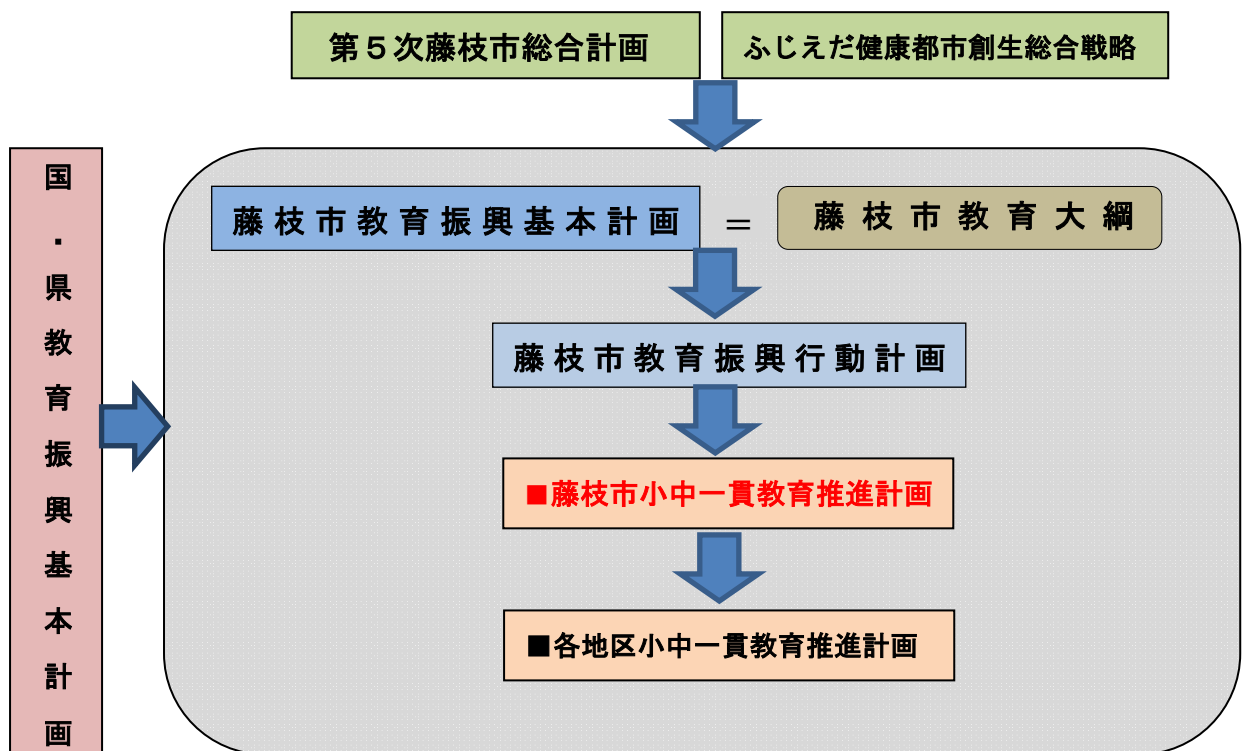 第５次藤枝市総合計画
ふじえだ健康都市創生総合戦略
国・県教育振興基本計画
藤枝市教育振興基本計画
＝
藤枝市教育大綱
藤枝市教育振興行動計画
■藤枝市小中一貫教育推進計画
■各地区小中一貫教育推進計画